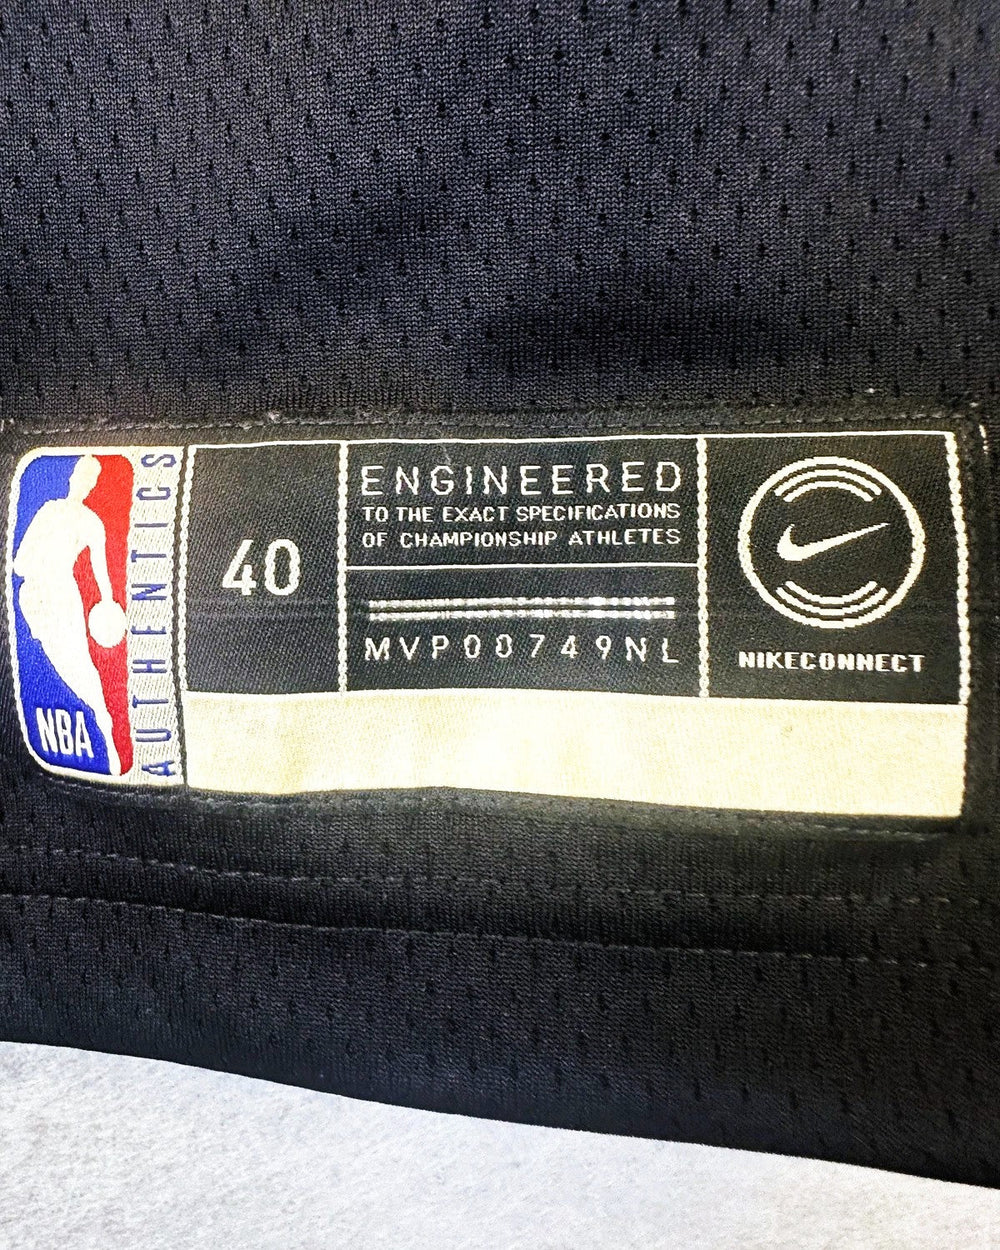 NBA
AUTHENTICS
40
ENGINEERED
TO THE EXACT SPECIFICATIONS
OF CHAMPIONSHIP ATHLETES
MVP00749NL
NIKECONNECT